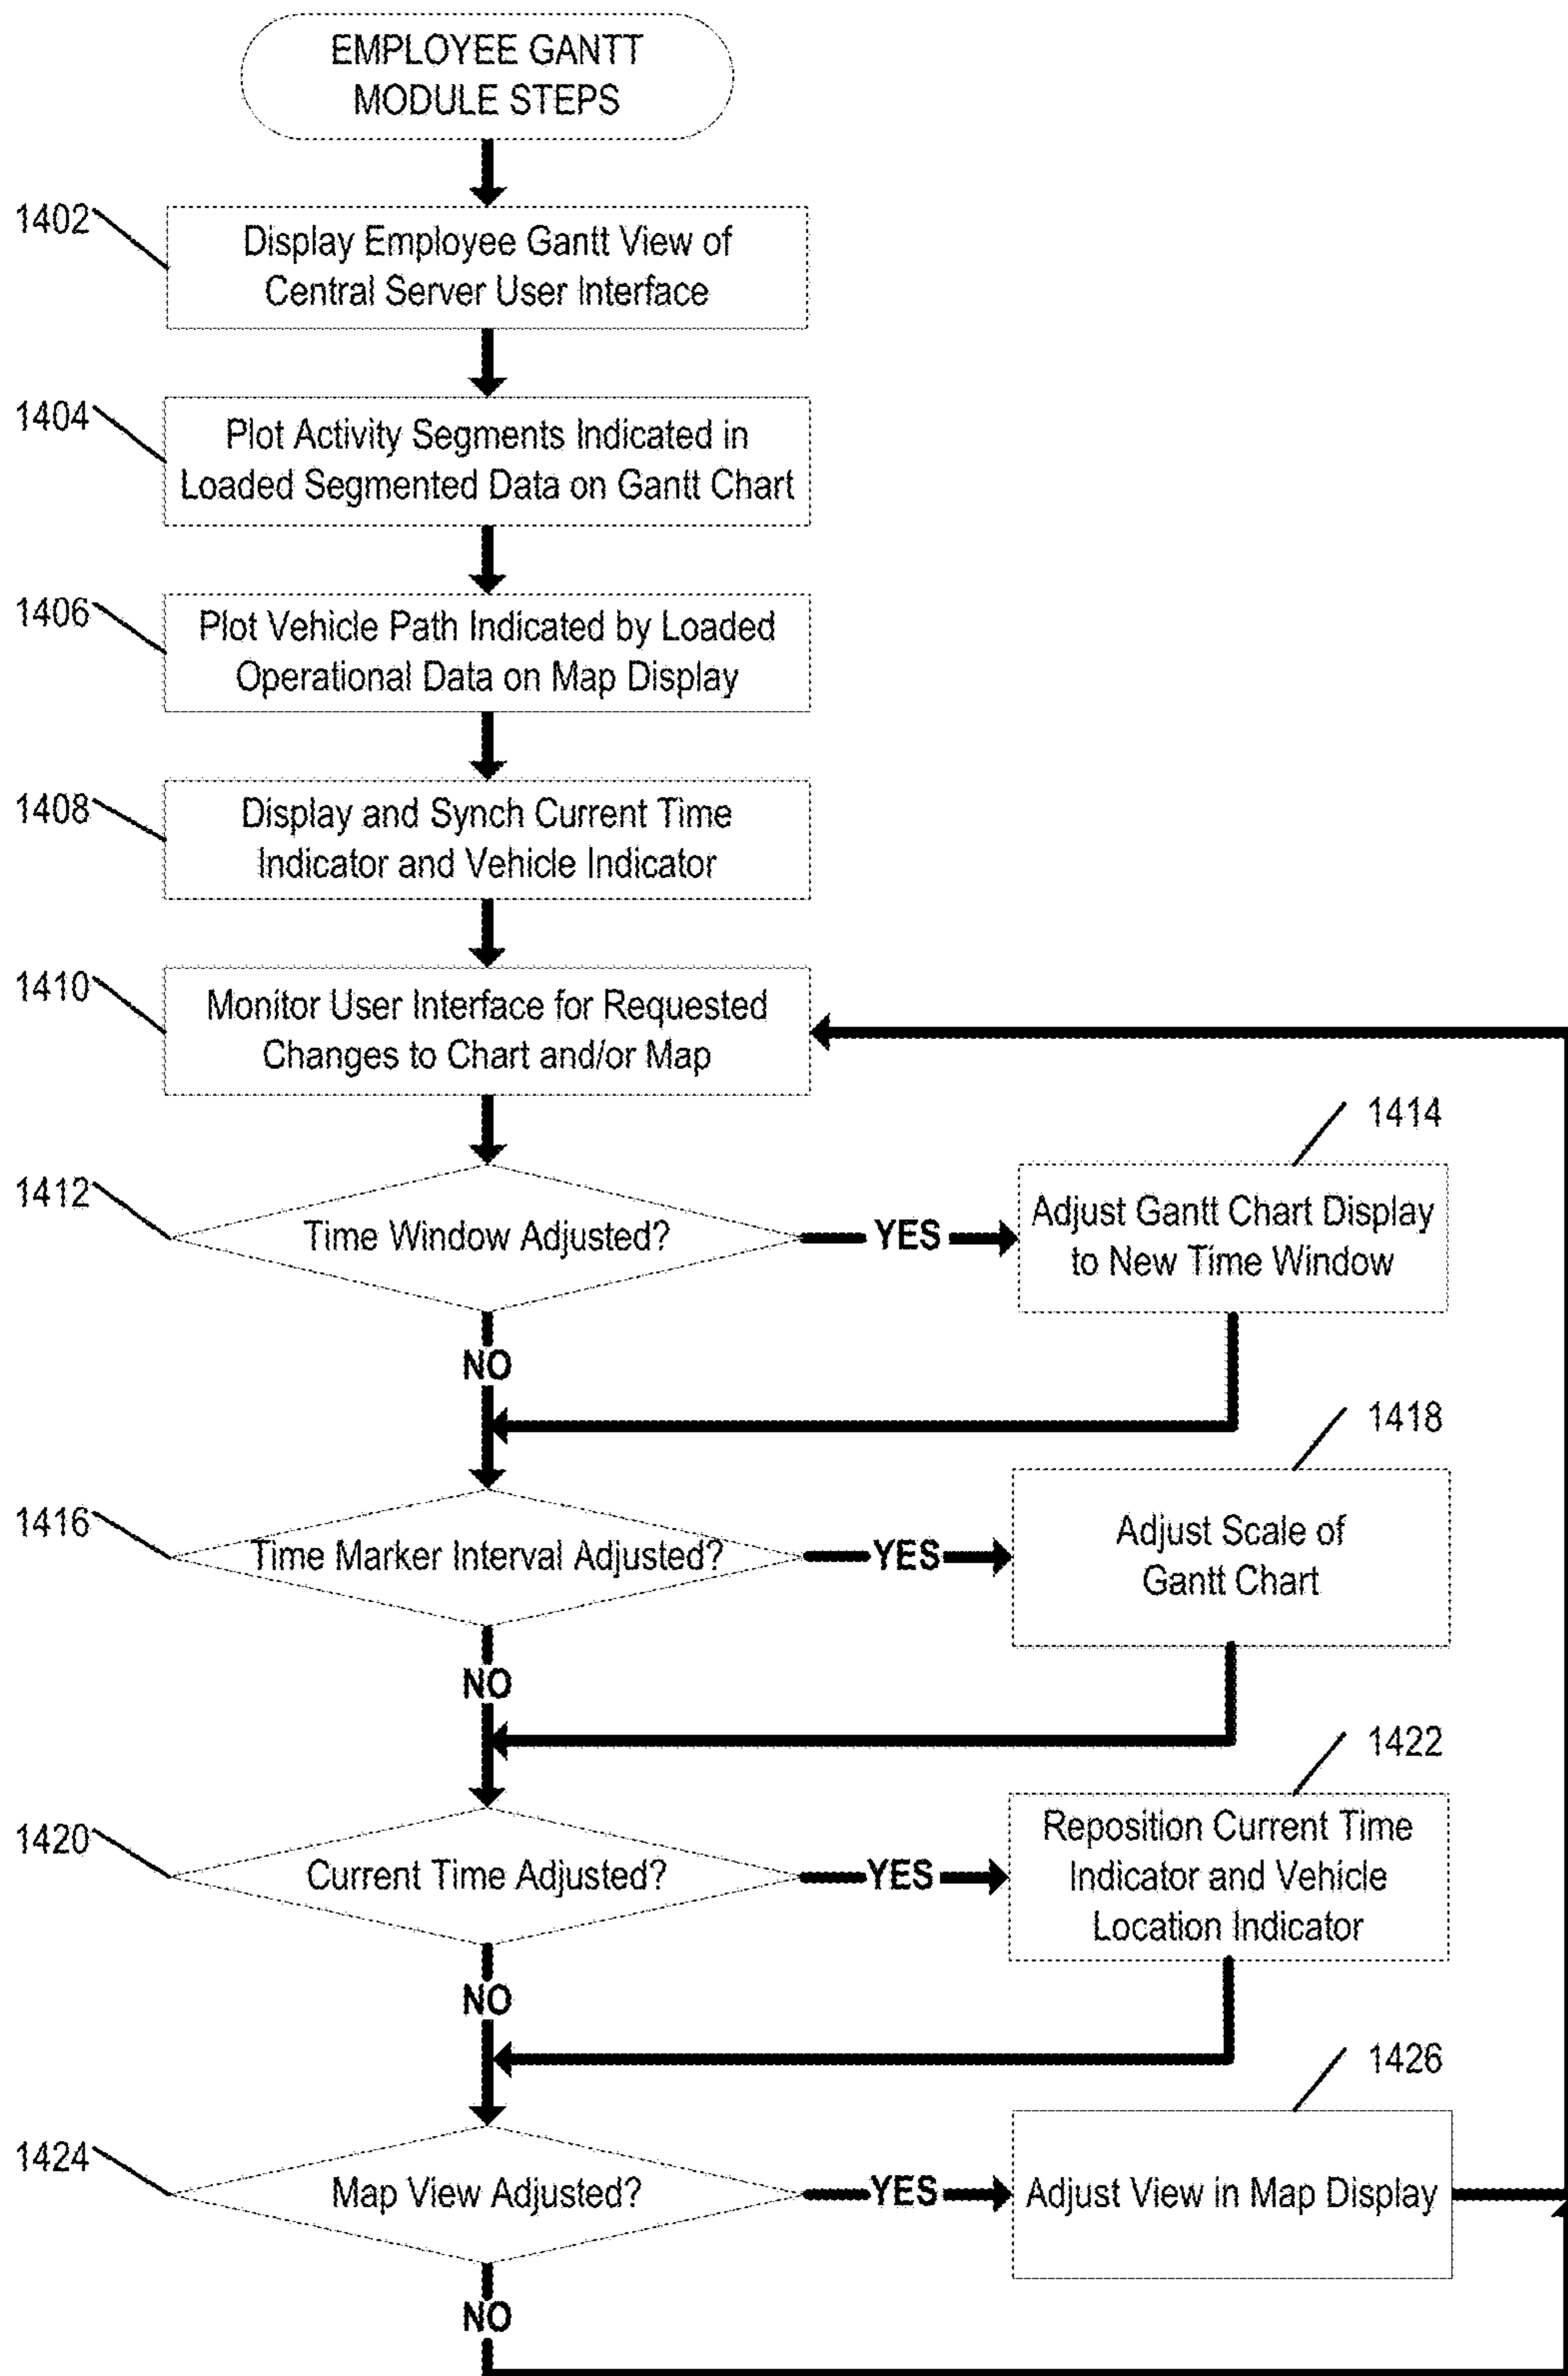 EMPLOYEE GANTT
MODULE STEPS
1402
Display Employee Gantt View of
Central Server User Interface
1404
Plot Activity Segments Indicated in
Loaded Segmented Data on Gantt Chart
1406
Plot Vehicle Path Indicated by Loaded
Operational Data on Map Display
1408
Display and Synch Current Time
Indicator and Vehicle Indicator
1410
Monitor User Interface for Requested
Changes to Chart and/or Map
1412
Time Window Adjusted?
YES
1414
Adjust Gantt Chart Display
to New Time Window
NO
1416
Time Marker Interval Adjusted?
YES
1418
Adjust Scale of
Gantt Chart
NO
1420
Current Time Adjusted?
YES
1422
Reposition Current Time
Indicator and Vehicle
Location Indicator
NO
1424
Map View Adjusted?
YES
1426
Adjust View in Map Display
NO